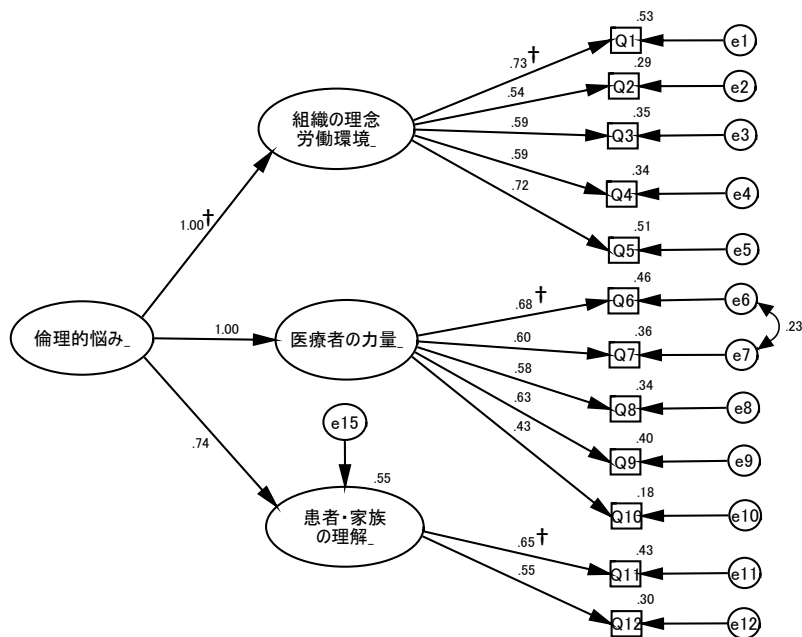 .53
Q1
e1
.73†
.29
Q2
e2
.54
.35
Q3
e3
.59
.34
Q4
e4
.59
.51
Q5
e5
.72
組織の理念
労働環境_
1.00†
.46
Q6
e6
.68†
.36
Q7
e7
.60
.23
.34
Q8
e8
.58
.40
Q9
e9
.63
.18
Q10
e10
.43
倫理的悩み_
1.00
医療者の力量_
.74
e15
.55
患者・家族
の理解_
.43
Q11
e11
.65†
.30
Q12
e12
.55